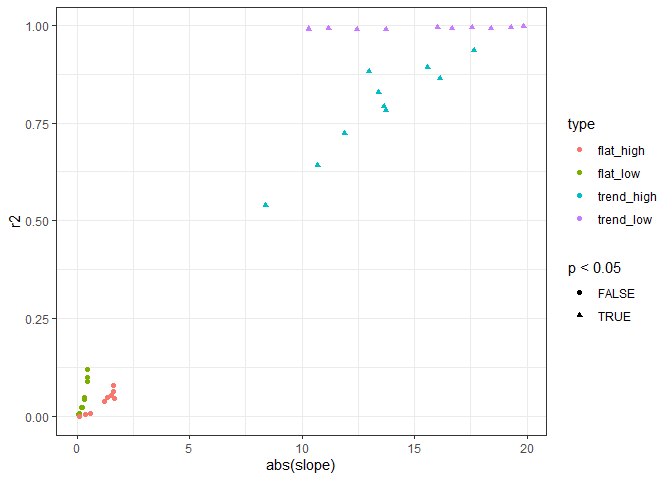 1.00
0.75
0.50
0.25
0.00
r2
0 5 10 15 20
abs(slope)
type
flat_high
flat_low
trend_high
trend_low
p < 0.05
FALSE
TRUE